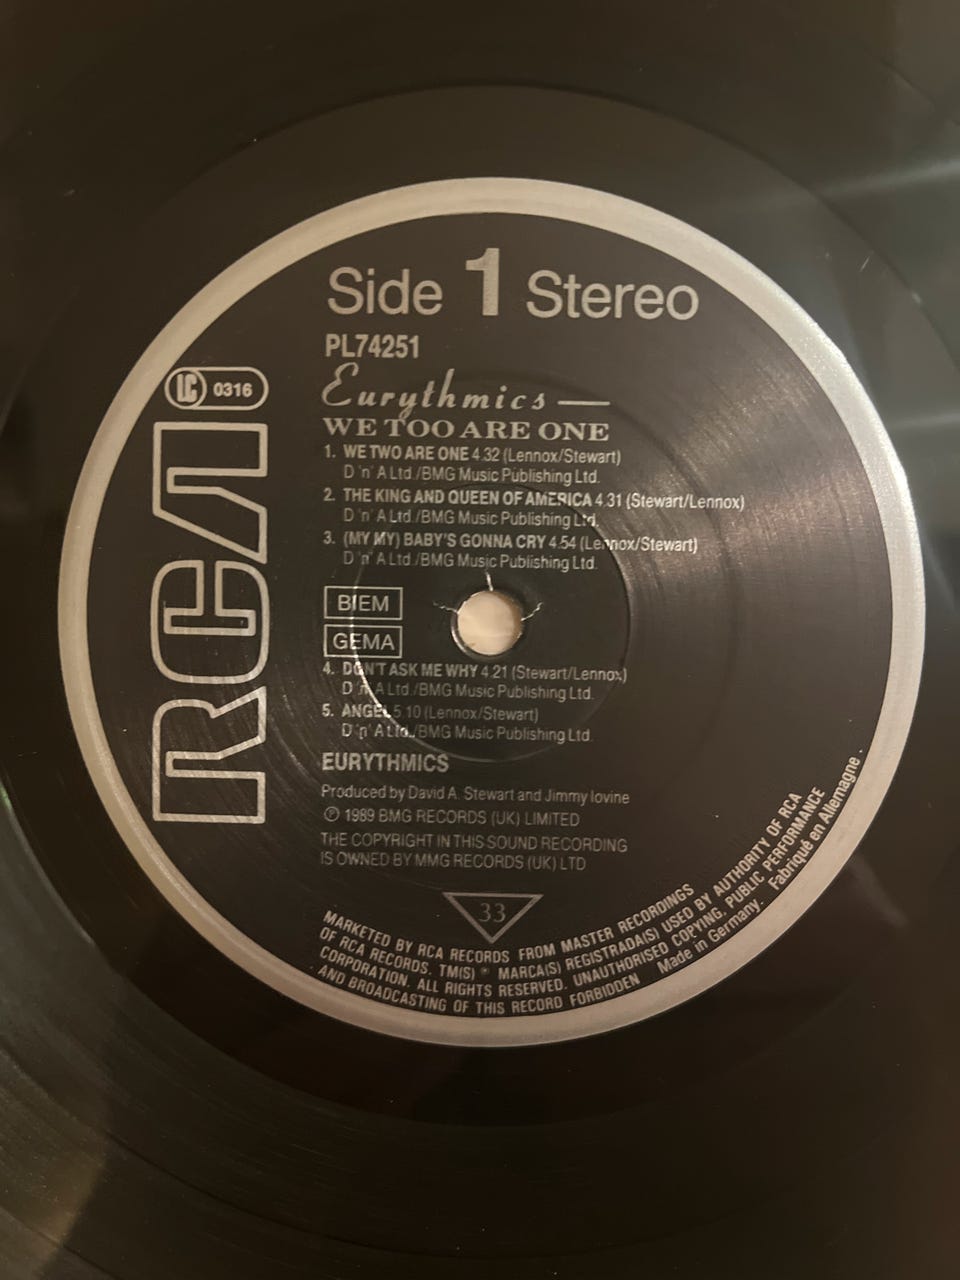 Side 1 Stereo
PL74251
LC 0316
RCA
Eurythmics —
WE TOO ARE ONE
1. WE TWO ARE ONE 4.32 (Lennox/Stewart)
D 'n' A Ltd./BMG Music Publishing Ltd.
2. THE KING AND QUEEN OF AMERICA 4.31 (Stewart/Lennox)
D 'n' A Ltd./BMG Music Publishing Ltd.
3. (MY MY) BABY'S GONNA CRY 4.54 (Lennox/Stewart)
D 'n' A Ltd./BMG Music Publishing Ltd.
BIEM
GEMA
4. DON'T ASK ME WHY 4.21 (Stewart/Lennox)
D 'n' A Ltd./BMG Music Publishing Ltd.
5. ANGEL 5.10 (Lennox/Stewart)
D 'n' A Ltd./BMG Music Publishing Ltd.
EURYTHMICS
Produced by David A. Stewart and Jimmy Iovine
℗ 1989 BMG RECORDS (UK) LIMITED
THE COPYRIGHT IN THIS SOUND RECORDING
IS OWNED BY MMG RECORDS (UK) LTD
33
MARKETED BY RCA RECORDS FROM MASTER RECORDINGS
OF RCA RECORDS. TM(S) ® MARCA(S) REGISTRADA(S) USED BY AUTHORITY OF RCA
CORPORATION. ALL RIGHTS RESERVED. UNAUTHORISED COPYING, PUBLIC PERFORMANCE
AND BROADCASTING OF THIS RECORD FORBIDDEN Made in Germany. Fabriqué en Allemagne.